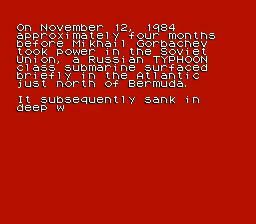 On November 12, 1984
approximately four months
before Mikhail Gorbachev
took power in the Soviet
Union, a Russian TYPHOON
class submarine surfaced
briefly in the Atlantic
just north of Bermuda.
It subsequently sank in
deep w